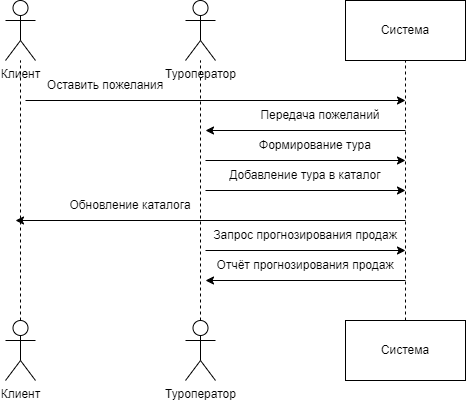 Система
Клиент
Туроператор
Оставить пожелания
Передача пожеланий
Формирование тура
Добавление тура в каталог
Обновление каталога
Запрос прогнозирования продаж
Отчёт прогнозирования продаж
Система
Клиент
Туроператор